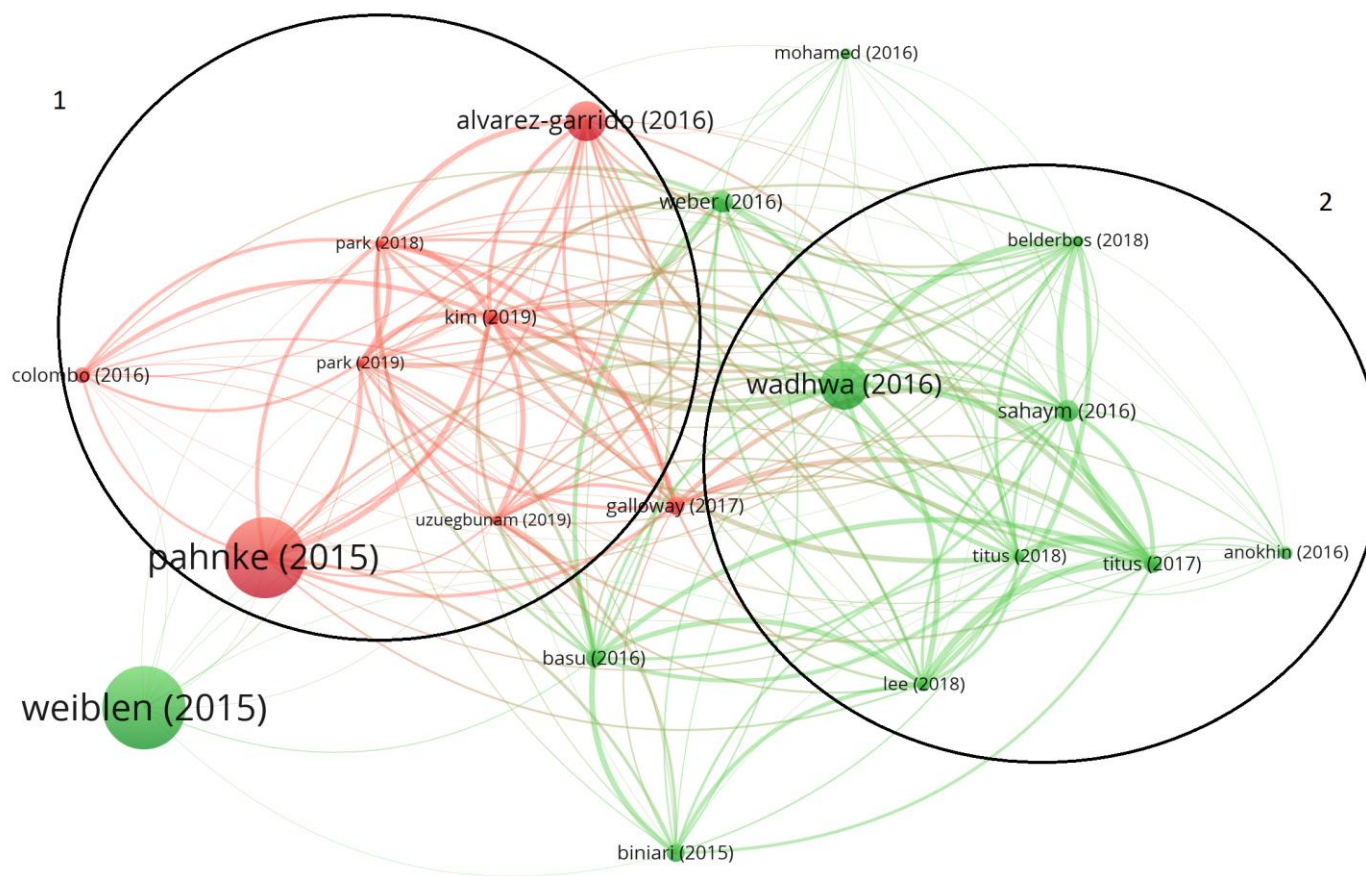 mohamed (2016)
1
alvarez-garrido (2016)
weber (2016)
2
park (2018)
belderbos (2018)
kim (2019)
park (2019)
colombo (2016)
wadhwa (2016)
sahaym (2016)
galloway (2017)
uzuegbunam (2019)
pahnke (2015)
titus (2018)
titus (2017)
anokhin (2016)
basu (2016)
lee (2018)
weiblen (2015)
biniari (2015)